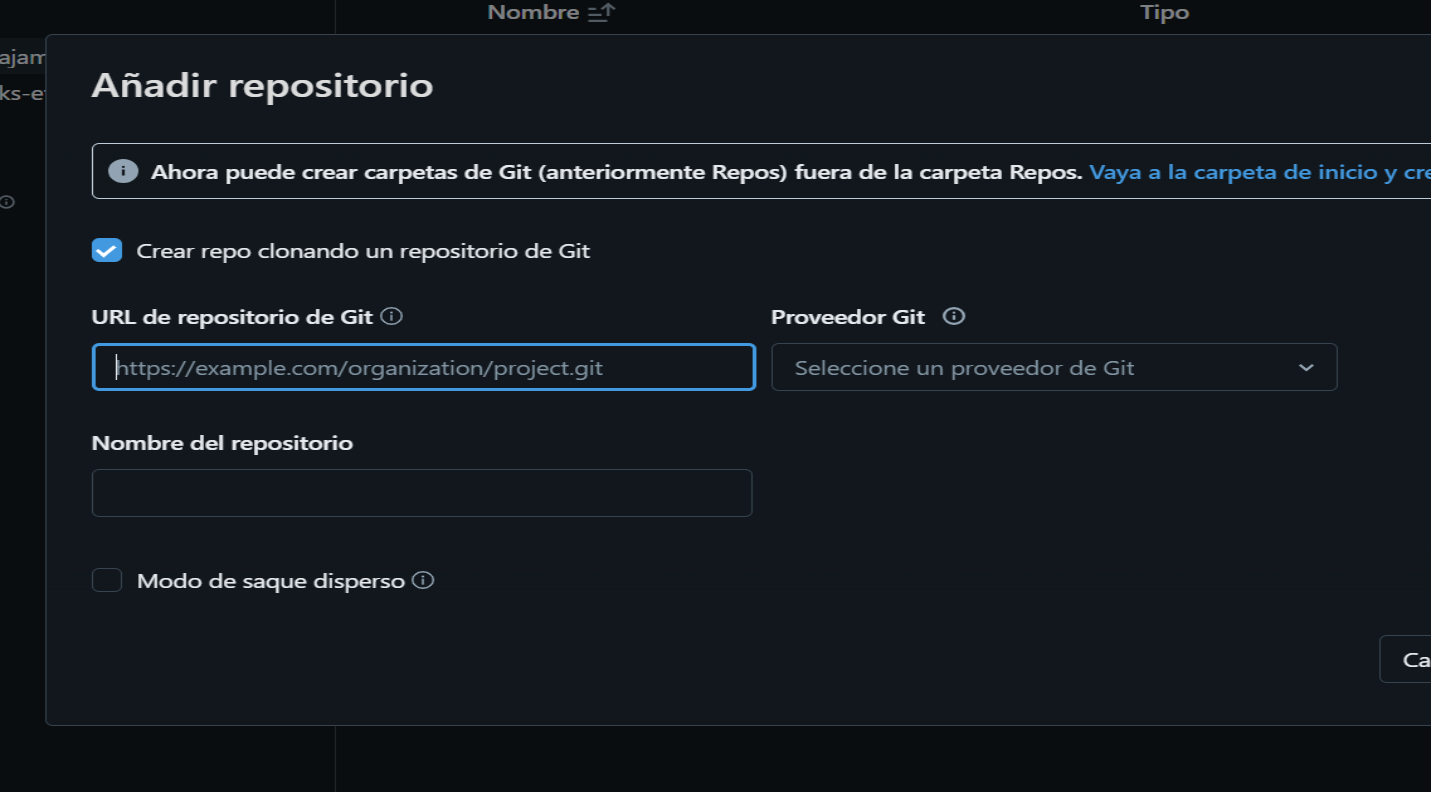 Nombre
Tipo
Añadir repositorio
Ahora puede crear carpetas de Git (anteriormente Repos) fuera de la carpeta Repos. Vaya a la carpeta de inicio y cre
Crear repo clonando un repositorio de Git
URL de repositorio de Git
Proveedor Git
https://example.com/organization/project.git
Seleccione un proveedor de Git
Nombre del repositorio
Modo de saque disperso
Ca